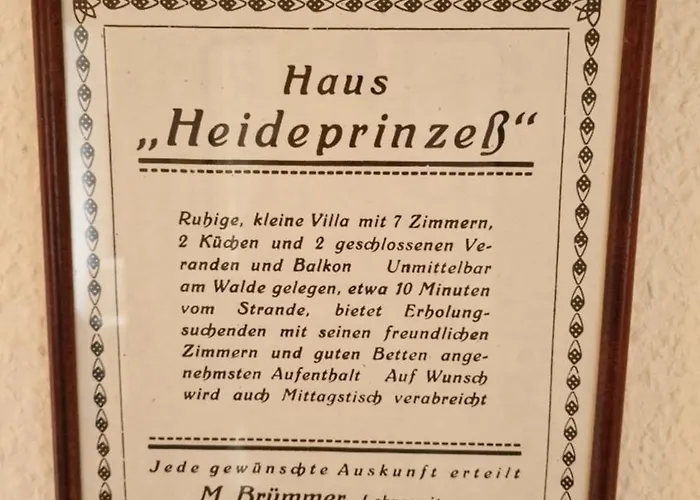 Haus
„Heideprinzeß“
Ruhige, kleine Villa mit 7 Zimmern,
2 Küchen und 2 geschlossenen Ve-
randen und Balkon Unmittelbar
am Walde gelegen, etwa 10 Minuten
vom Strande, bietet Erholung-
suchenden mit seinen freundlichen
Zimmern und guten Betten ange-
nehmsten Aufenthalt Auf Wunsch
wird auch Mittagstisch verabreicht
Jede gewünschte Auskunft erteilt
M. Brümmer